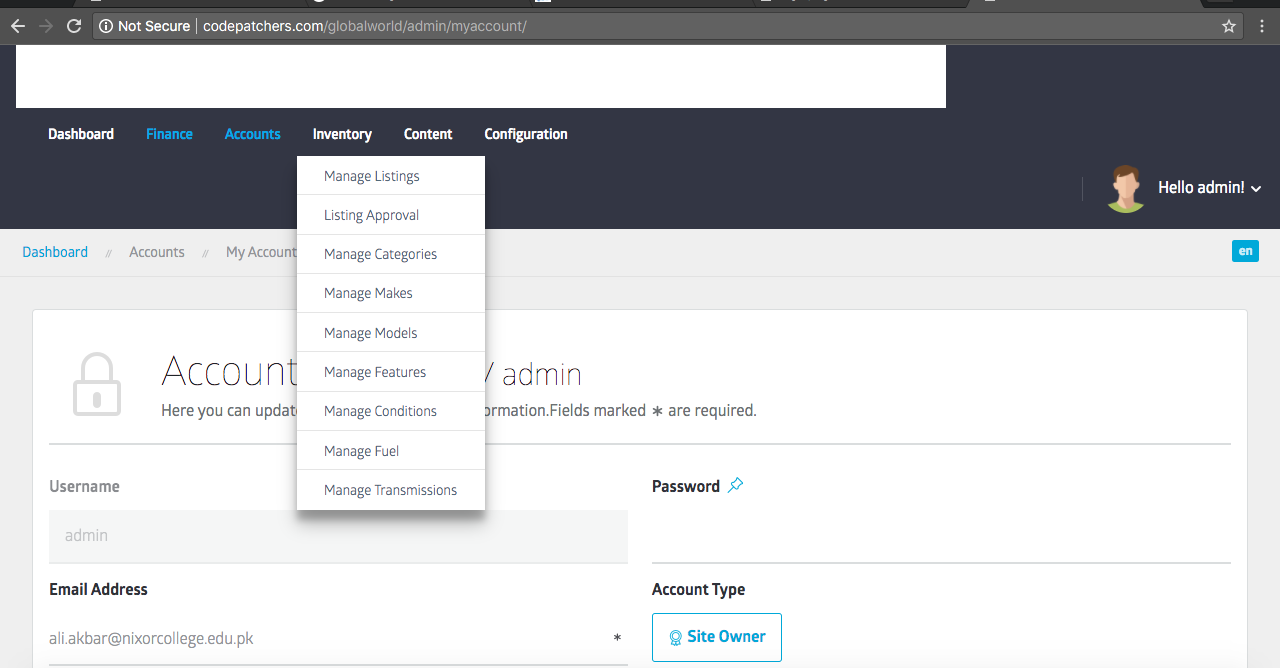 Not Secure | codepatchers.com/globalworld/admin/myaccount/
Dashboard Finance Accounts Inventory Content Configuration
Manage Listings
Hello admin!
Listing Approval
Dashboard // Accounts // My Account
en
Manage Categories
Manage Makes
Manage Models
Manage Features
Manage Conditions
Manage Fuel
Manage Transmissions
Account / admin
Here you can update ormation.Fields marked * are required.
Username
Password
admin
Email Address
Account Type
ali.akbar@nixorcollege.edu.pk *
Site Owner